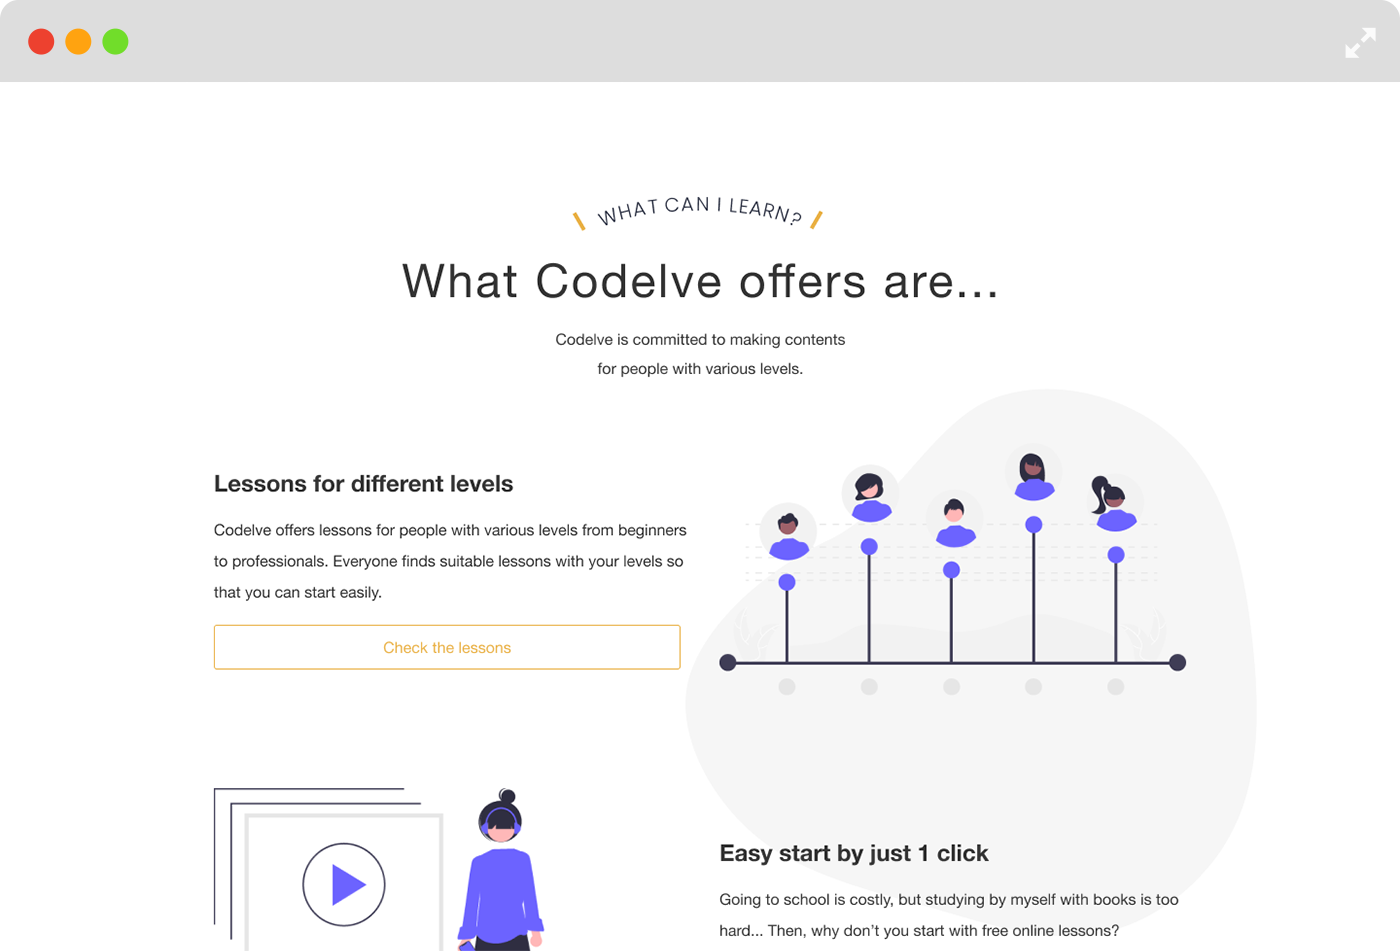 WHAT CAN I LEARN?
What Codelve offers are...
Codelve is committed to making contents
for people with various levels.
Lessons for different levels
Codelve offers lessons for people with various levels from beginners
to professionals. Everyone finds suitable lessons with your levels so
that you can start easily.
Check the lessons
Easy start by just 1 click
Going to school is costly, but studying by myself with books is too
hard... Then, why don’t you start with free online lessons?